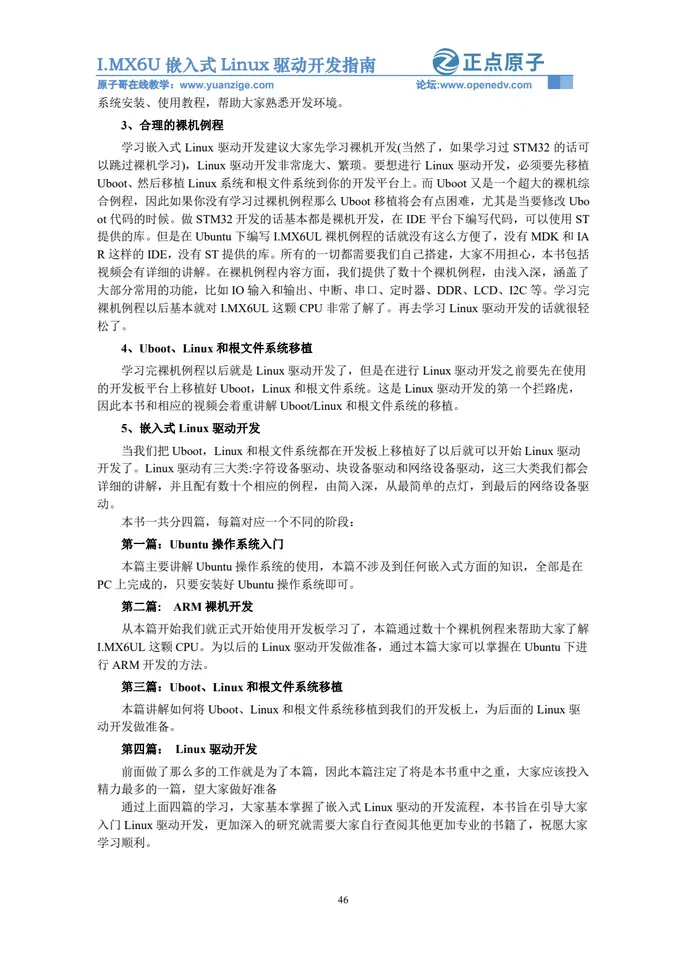 I.MX6U 嵌入式 Linux 驱动开发指南
正点原子
原子哥在线教学：www.yuanzige.com
论坛:www.openedv.com
系统安装、使用教程，帮助大家熟悉开发环境。
3、合理的裸机例程
学习嵌入式 Linux 驱动开发建议大家先学习裸机开发(当然了，如果学习过 STM32 的话可
以跳过裸机学习)，Linux 驱动开发非常庞大、繁琐。要想进行 Linux 驱动开发，必须要先移植
Uboot、然后移植 Linux 系统和根文件系统到你的开发平台上。而 Uboot 又是一个超大的裸机综
合例程，因此如果你没有学习过裸机例程那么 Uboot 移植将会有点困难，尤其是当要修改 Ubo
ot 代码的时候。做 STM32 开发的话基本都是裸机开发，在 IDE 平台下编写代码，可以使用 ST
提供的库。但是在 Ubuntu 下编写 I.MX6UL 裸机例程的话就没有这么方便了，没有 MDK 和 IA
R 这样的 IDE，没有 ST 提供的库。所有的一切都需要我们自己搭建，大家不用担心，本书包括
视频会有详细的讲解。在裸机例程内容方面，我们提供了数十个裸机例程，由浅入深，涵盖了
大部分常用的功能，比如 IO 输入和输出、中断、串口、定时器、DDR、LCD、I2C 等。学习完
裸机例程以后基本就对 I.MX6UL 这颗 CPU 非常了解了。再去学习 Linux 驱动开发的话就很轻
松了。
4、Uboot、Linux 和根文件系统移植
学习完裸机例程以后就是 Linux 驱动开发了，但是在进行 Linux 驱动开发之前要先在使用
的开发板平台上移植好 Uboot，Linux 和根文件系统。这是 Linux 驱动开发的第一个拦路虎，
因此本书和相应的视频会着重讲解 Uboot/Linux 和根文件系统的移植。
5、嵌入式 Linux 驱动开发
当我们把 Uboot，Linux 和根文件系统都在开发板上移植好了以后就可以开始 Linux 驱动
开发了。Linux 驱动有三大类:字符设备驱动、块设备驱动和网络设备驱动，这三大类我们都会
详细的讲解，并且配有数十个相应的例程，由简入深，从最简单的点灯，到最后的网络设备驱
动。
本书一共分四篇，每篇对应一个不同的阶段：
第一篇：Ubuntu 操作系统入门
本篇主要讲解 Ubuntu 操作系统的使用，本篇不涉及到任何嵌入式方面的知识，全部是在
PC 上完成的，只要安装好 Ubuntu 操作系统即可。
第二篇： ARM 裸机开发
从本篇开始我们就正式开始使用开发板学习了，本篇通过数十个裸机例程来帮助大家了解
I.MX6UL 这颗 CPU。为以后的 Linux 驱动开发做准备，通过本篇大家可以掌握在 Ubuntu 下进
行 ARM 开发的方法。
第三篇：Uboot、Linux 和根文件系统移植
本篇讲解如何将 Uboot、Linux 和根文件系统移植到我们的开发板上，为后面的 Linux 驱
动开发做准备。
第四篇： Linux 驱动开发
前面做了那么多的工作就是为了本篇，因此本篇注定了将是本书重中之重，大家应该投入
精力最多的一篇，望大家做好准备
通过上面四篇的学习，大家基本掌握了嵌入式 Linux 驱动的开发流程，本书旨在引导大家
入门 Linux 驱动开发，更加深入的研究就需要大家自行查阅其他更加专业的书籍了，祝愿大家
学习顺利。
46